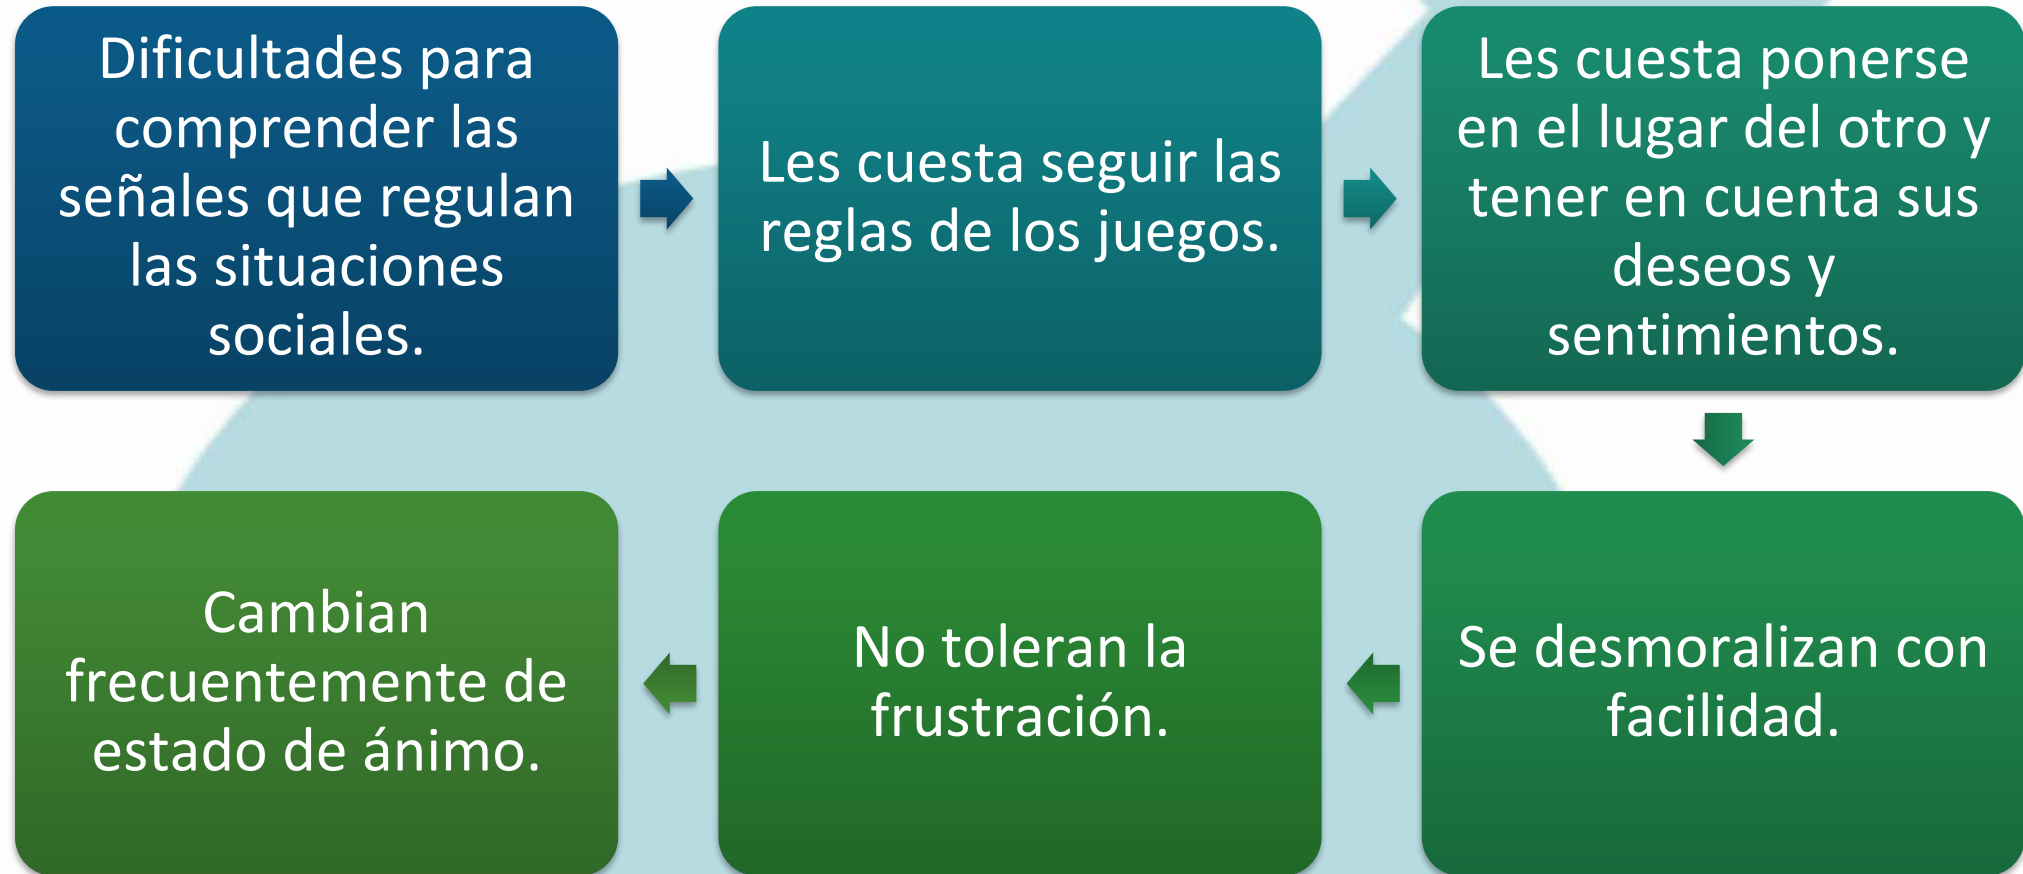 Dificultades para
comprender las
señales que regulan
las situaciones
sociales.
Les cuesta seguir las
reglas de los juegos.
Les cuesta ponerse
en el lugar del otro y
tener en cuenta sus
deseos y
sentimientos.
Se desmoralizan con
facilidad.
No toleran la
frustración.
Cambian
frecuentemente de
estado de ánimo.